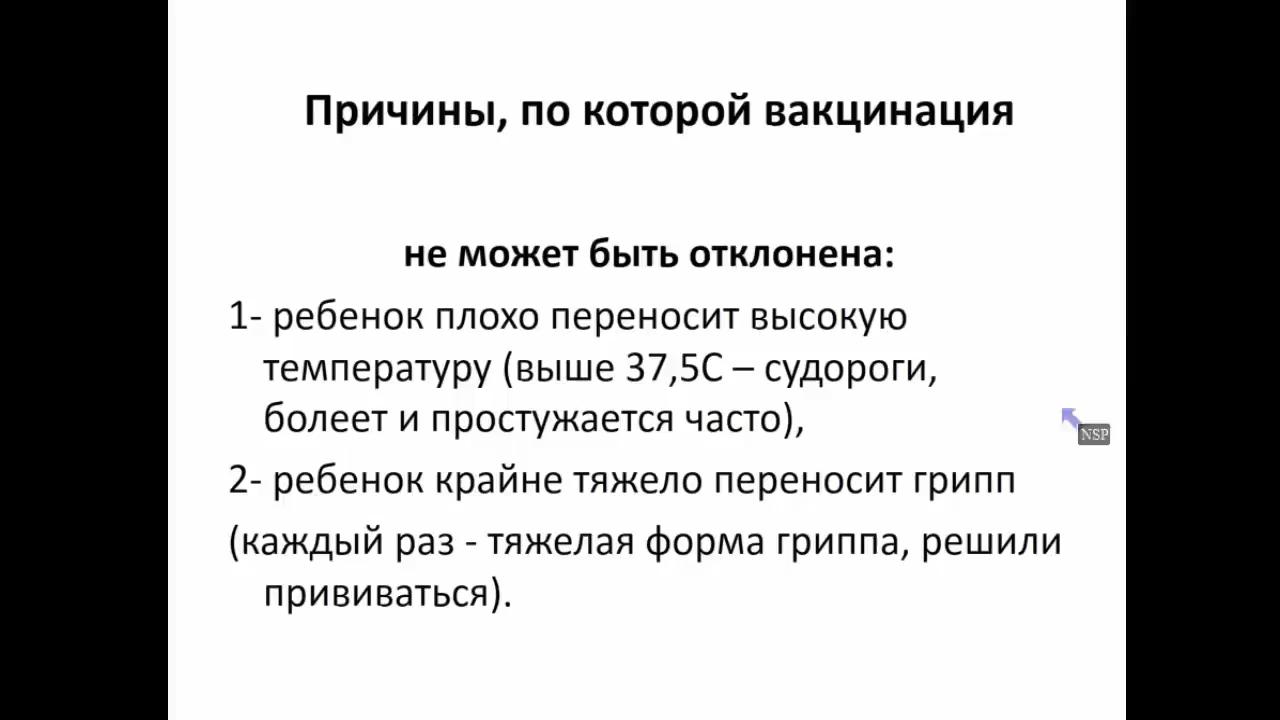 Причины, по которой вакцинация
не может быть отклонена:
1- ребенок плохо переносит высокую
температуру (выше 37,5С – судороги,
болеет и простужается часто),
NSP
2- ребенок крайне тяжело переносит грипп
(каждый раз - тяжелая форма гриппа, решили
прививаться).